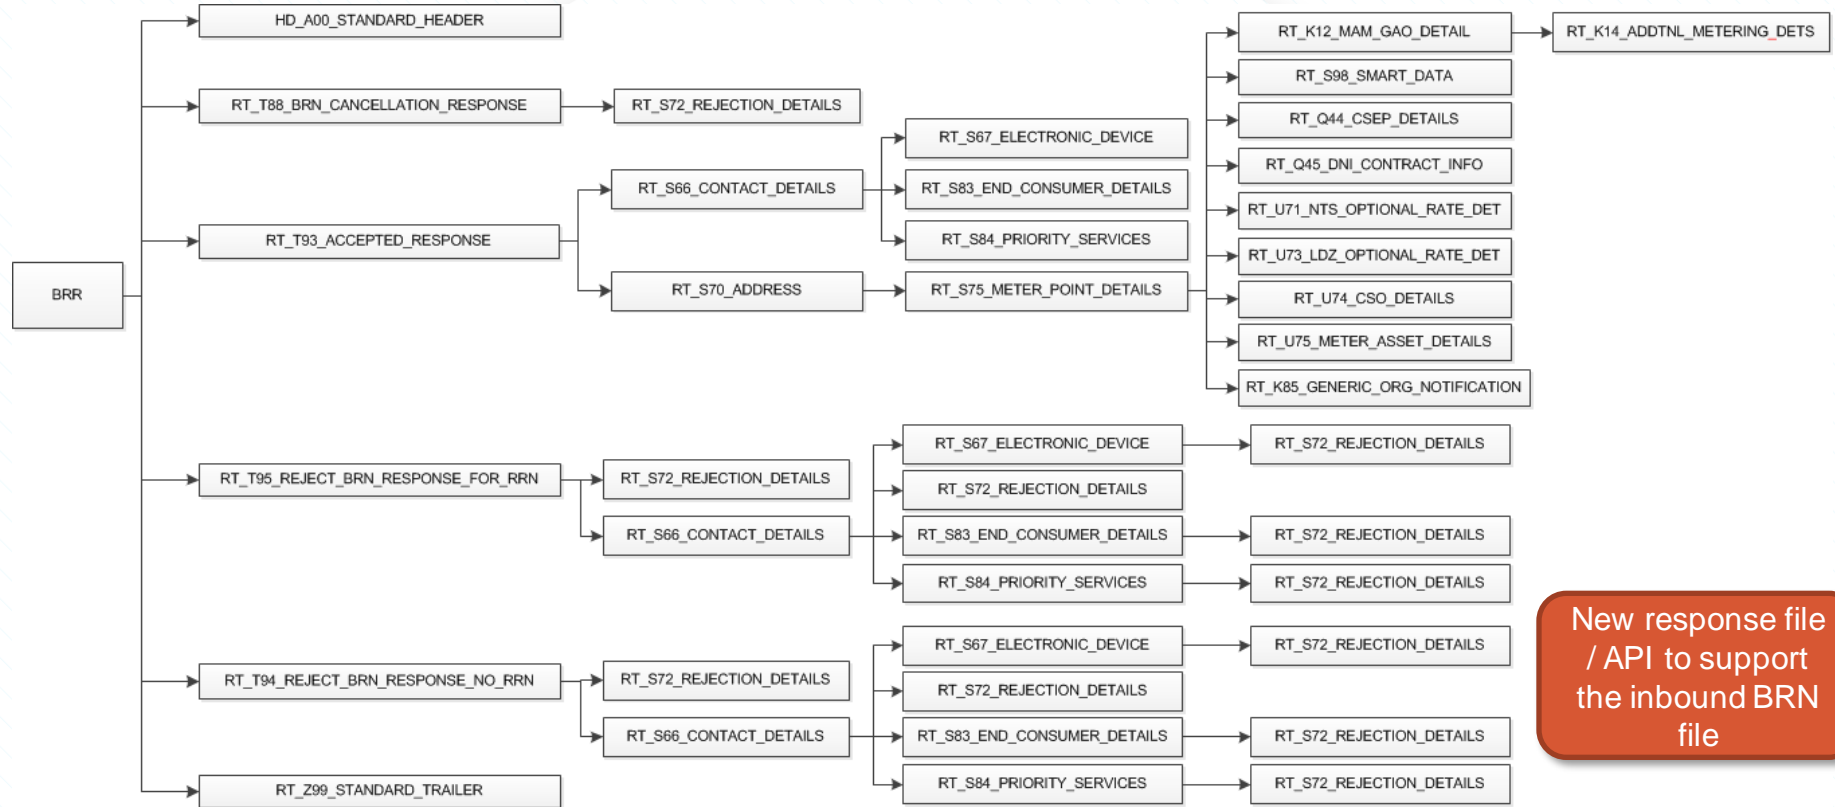 HD_A00_STANDARD_HEADER
RT_K12_MAM_GAO_DETAIL
RT_K14_ADDTNL_METERING_DETS
RT_S98_SMART_DATA
RT_T88_BRN_CANCELLATION_RESPONSE
RT_S72_REJECTION_DETAILS
RT_Q44_CSEP_DETAILS
RT_S67_ELECTRONIC_DEVICE
RT_Q45_DNI_CONTRACT_INFO
RT_S66_CONTACT_DETAILS
RT_S83_END_CONSUMER_DETAILS
RT_U71_NTS_OPTIONAL_RATE_DET
RT_T93_ACCEPTED_RESPONSE
RT_S84_PRIORITY_SERVICES
RT_U73_LDZ_OPTIONAL_RATE_DET
BRR
RT_S70_ADDRESS
RT_S75_METER_POINT_DETAILS
RT_U74_CSO_DETAILS
RT_U75_METER_ASSET_DETAILS
RT_K85_GENERIC_ORG_NOTIFICATION
RT_S67_ELECTRONIC_DEVICE
RT_S72_REJECTION_DETAILS
RT_T95_REJECT_BRN_RESPONSE_FOR_RRN
RT_S72_REJECTION_DETAILS
RT_S72_REJECTION_DETAILS
RT_S66_CONTACT_DETAILS
RT_S83_END_CONSUMER_DETAILS
RT_S72_REJECTION_DETAILS
RT_S84_PRIORITY_SERVICES
RT_S72_REJECTION_DETAILS
New response file
/ API to support
the inbound BRN
file
RT_S67_ELECTRONIC_DEVICE
RT_S72_REJECTION_DETAILS
RT_T94_REJECT_BRN_RESPONSE_NO_RRN
RT_S72_REJECTION_DETAILS
RT_S72_REJECTION_DETAILS
RT_S66_CONTACT_DETAILS
RT_S83_END_CONSUMER_DETAILS
RT_S72_REJECTION_DETAILS
RT_Z99_STANDARD_TRAILER
RT_S84_PRIORITY_SERVICES
RT_S72_REJECTION_DETAILS